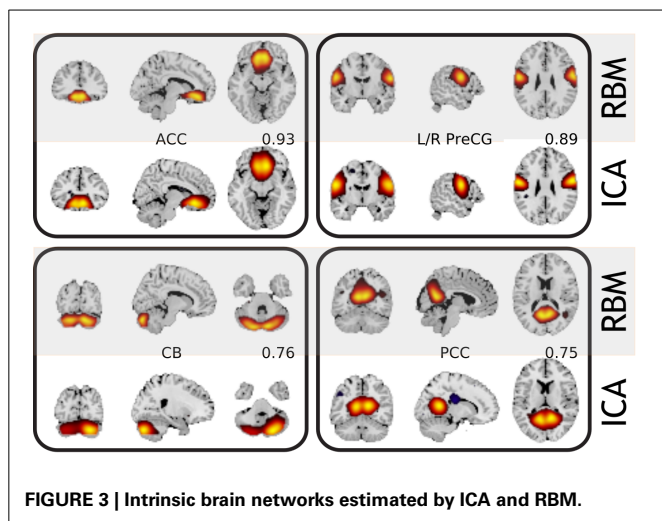 RBM
ACC 0.93
L/R PreCG 0.89
ICA
RBM
CB 0.76
PCC 0.75
ICA
FIGURE 3 | Intrinsic brain networks estimated by ICA and RBM.